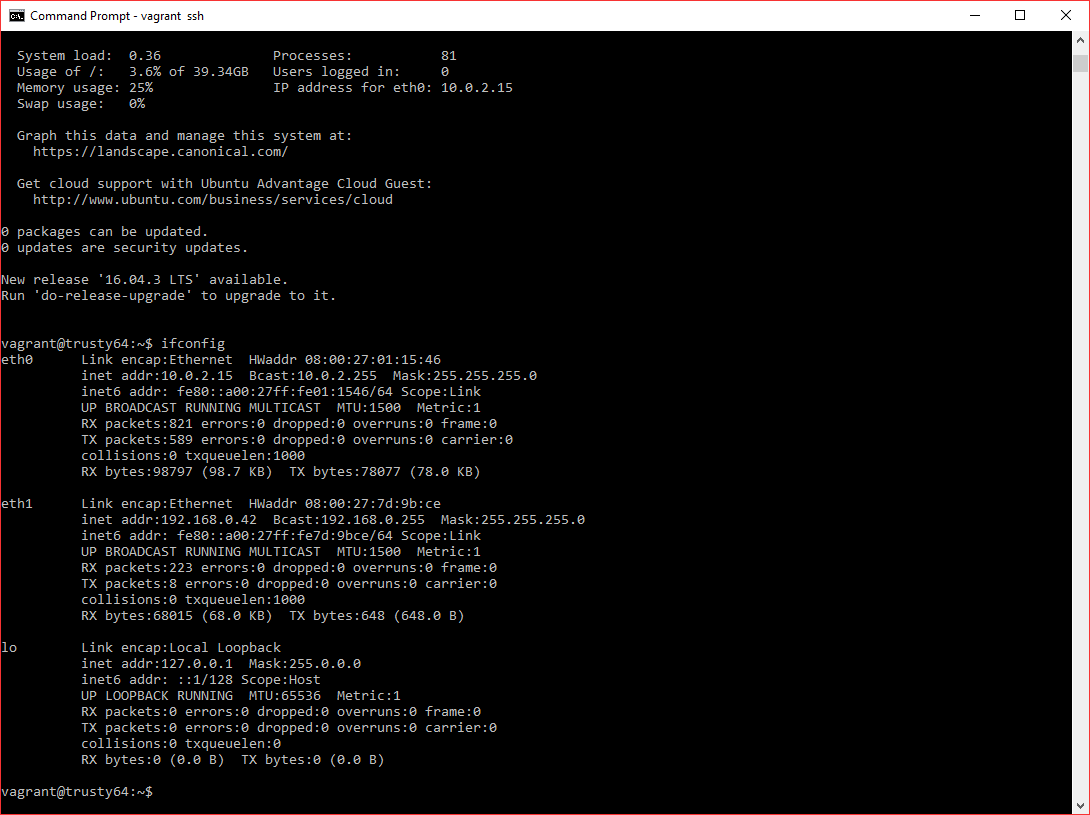 Command Prompt - vagrant ssh
System load: 0.36 Processes: 81
Usage of /: 3.6% of 39.34GB Users logged in: 0
Memory usage: 25% IP address for eth0: 10.0.2.15
Swap usage: 0%
Graph this data and manage this system at:
https://landscape.canonical.com/
Get cloud support with Ubuntu Advantage Cloud Guest:
http://www.ubuntu.com/business/services/cloud
0 packages can be updated.
0 updates are security updates.
New release '16.04.3 LTS' available.
Run 'do-release-upgrade' to upgrade to it.
vagrant@trusty64:~$ ifconfig
eth0 Link encap:Ethernet HWaddr 08:00:27:01:15:46
inet addr:10.0.2.15 Bcast:10.0.2.255 Mask:255.255.255.0
inet6 addr: fe80::a00:27ff:fe01:1546/64 Scope:Link
UP BROADCAST RUNNING MULTICAST MTU:1500 Metric:1
RX packets:821 errors:0 dropped:0 overruns:0 frame:0
TX packets:589 errors:0 dropped:0 overruns:0 carrier:0
collisions:0 txqueuelen:1000
RX bytes:98797 (98.7 KB) TX bytes:78077 (78.0 KB)
eth1 Link encap:Ethernet HWaddr 08:00:27:7d:9b:ce
inet addr:192.168.0.42 Bcast:192.168.0.255 Mask:255.255.255.0
inet6 addr: fe80::a00:27ff:fe7d:9bce/64 Scope:Link
UP BROADCAST RUNNING MULTICAST MTU:1500 Metric:1
RX packets:223 errors:0 dropped:0 overruns:0 frame:0
TX packets:8 errors:0 dropped:0 overruns:0 carrier:0
collisions:0 txqueuelen:1000
RX bytes:68015 (68.0 KB) TX bytes:648 (648.0 B)
lo Link encap:Local Loopback
inet addr:127.0.0.1 Mask:255.0.0.0
inet6 addr: ::1/128 Scope:Host
UP LOOPBACK RUNNING MTU:65536 Metric:1
RX packets:0 errors:0 dropped:0 overruns:0 frame:0
TX packets:0 errors:0 dropped:0 overruns:0 carrier:0
collisions:0 txqueuelen:0
RX bytes:0 (0.0 B) TX bytes:0 (0.0 B)
vagrant@trusty64:~$